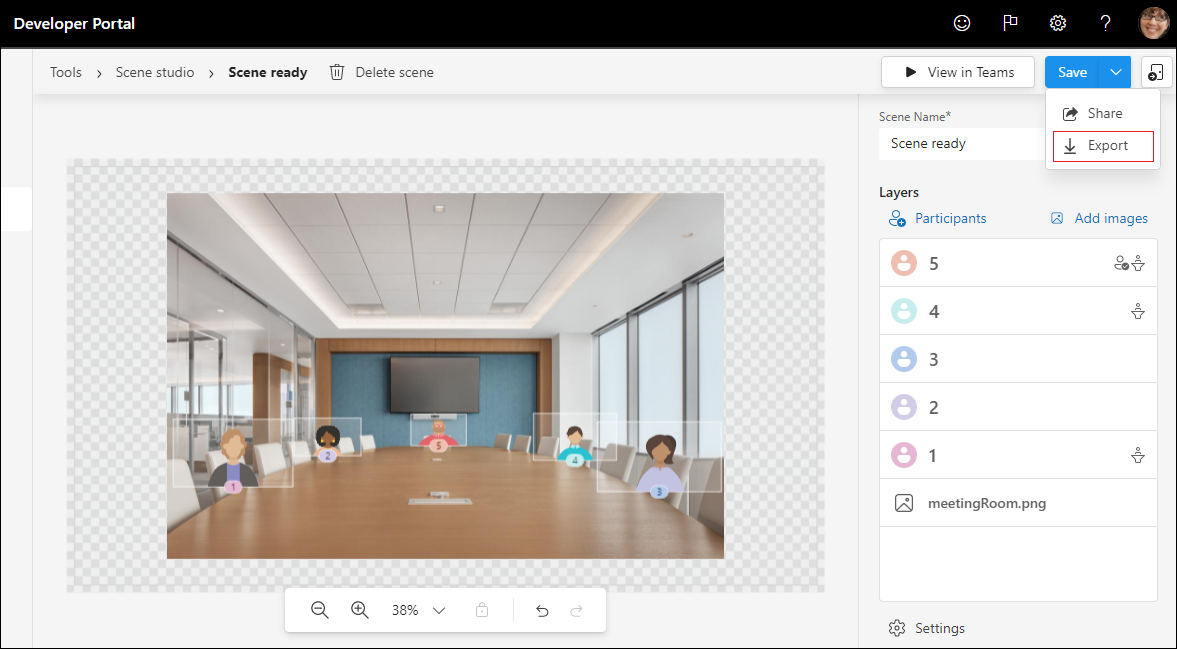 Developer Portal
Tools > Scene studio > Scene ready Delete scene View in Teams Save
Share
Export
Scene Name*
Scene ready
Layers
Participants Add images
5
4
3
2
1
meetingRoom.png
Settings
5
2
4
1
3
38%